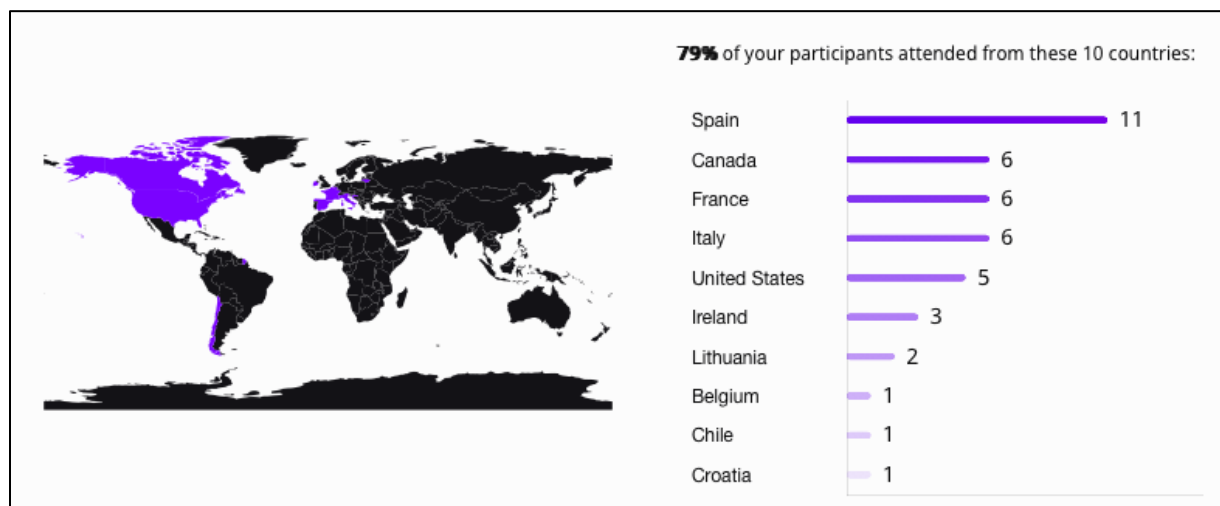 79% of your participants attended from these 10 countries:
Spain 11
Canada 6
France 6
Italy 6
United States 5
Ireland 3
Lithuania 2
Belgium 1
Chile 1
Croatia 1